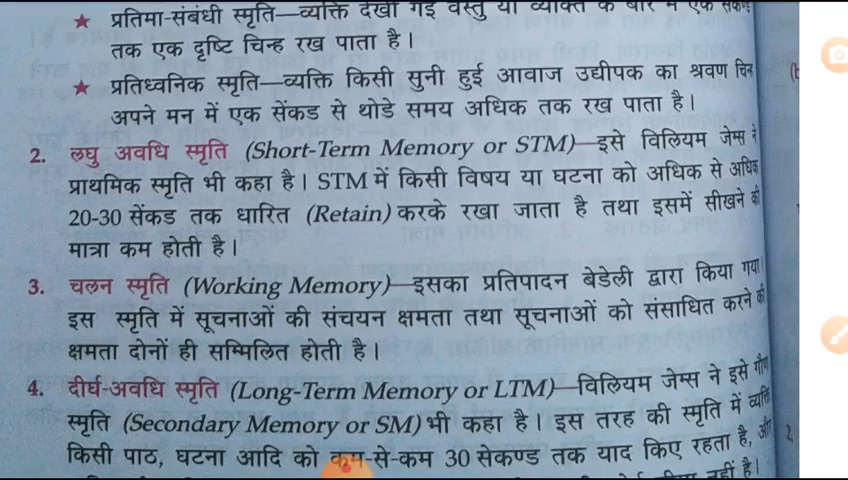 ★ प्रतिमा-संबंधी स्मृति—व्यक्ति देखी गई वस्तु या व्यक्ति के बारे में एक सेकंड
तक एक दृष्टि चिन्ह रख पाता है।
★ प्रतिध्वनिक स्मृति—व्यक्ति किसी सुनी हुई आवाज उद्यीपक का श्रवण चिन
अपने मन में एक सेंकड से थोडे समय अधिक तक रख पाता है।
2. लघु अवधि स्मृति (Short-Term Memory or STM)—इसे विलियम जेम्स ने
प्राथमिक स्मृति भी कहा है। STM में किसी विषय या घटना को अधिक से अधिक
20-30 सेंकड़ तक धारित (Retain) करके रखा जाता है तथा इसमें सीखने की
मात्रा कम होती है।
3. चलन स्मृति (Working Memory)—इसका प्रतिपादन बेडेली द्वारा किया गया।
इस स्मृति में सूचनाओं की संचयन क्षमता तथा सूचनाओं को संसाधित करने की
क्षमता दोनों ही सम्मिलित होती है।
4. दीर्घ-अवधि स्मृति (Long-Term Memory or LTM)—विलियम जेम्स ने इसे गौण
स्मृति (Secondary Memory or SM) भी कहा है। इस तरह की स्मृति में व्यक्ति
किसी पाठ, घटना आदि को कम-से-कम 30 सेकण्ड तक याद किए रहता है, और
नहीं है।